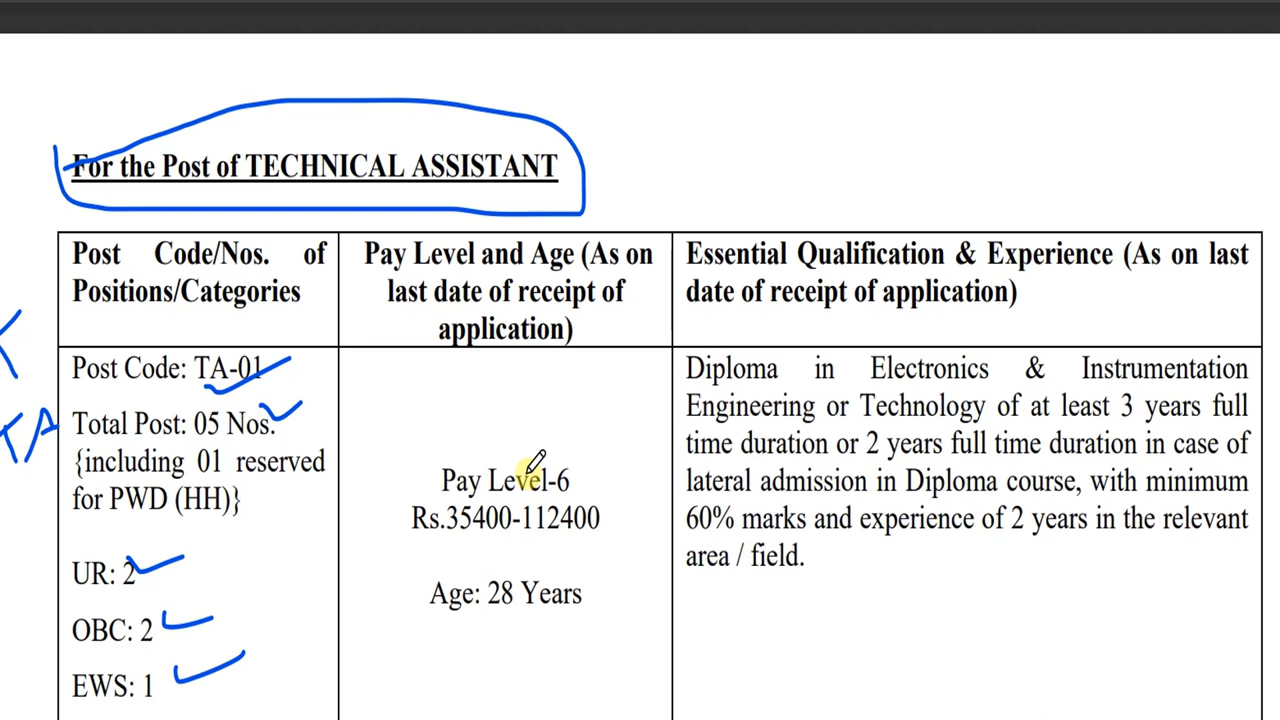 For the Post of TECHNICAL ASSISTANT
Post Code/Nos. of
Positions/Categories
Pay Level and Age (As on
last date of receipt of
application)
Essential Qualification & Experience (As on last
date of receipt of application)
TA
Post Code: TA-01
Total Post: 05 Nos.
{including 01 reserved
for PWD (HH)}
UR: 2
OBC: 2
EWS: 1
Pay Level-6
Rs.35400-112400
Age: 28 Years
Diploma in Electronics & Instrumentation
Engineering or Technology of at least 3 years full
time duration or 2 years full time duration in case of
lateral admission in Diploma course, with minimum
60% marks and experience of 2 years in the relevant
area / field.